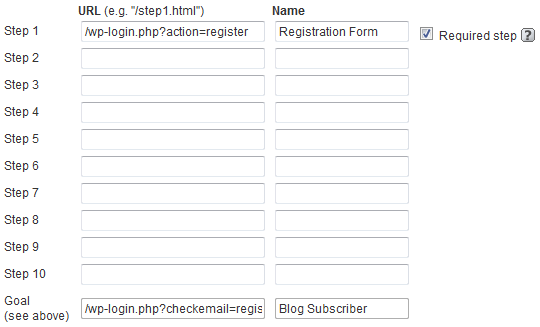 URL (e.g. "/step1.html") Name
Step 1 /wp-login.php?action=register Registration Form Required step ?
Step 2
Step 3
Step 4
Step 5
Step 6
Step 7
Step 8
Step 9
Step 10
Goal
(see above) /wp-login.php?checkemail=regis Blog Subscriber